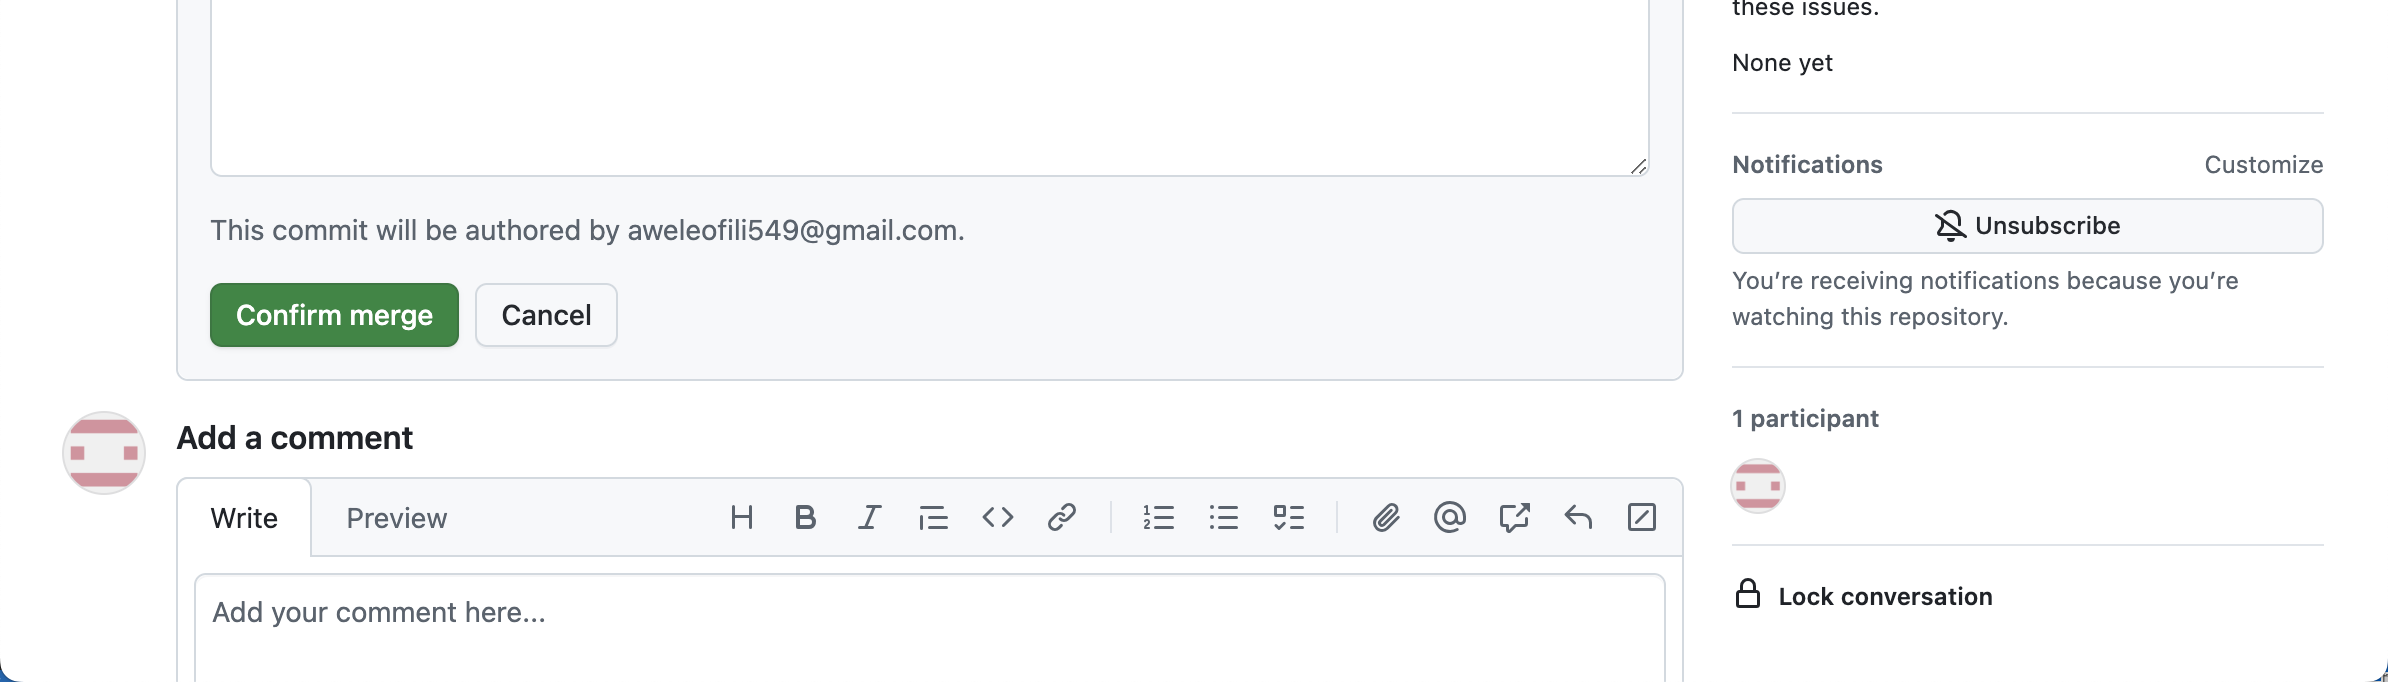 these issues.
None yet
Notifications
Customize
Unsubscribe
You’re receiving notifications because you’re
watching this repository.
1 participant
Lock conversation
This commit will be authored by aweleofili549@gmail.com.
Confirm merge
Cancel
Add a comment
Write
Preview
Add your comment here...